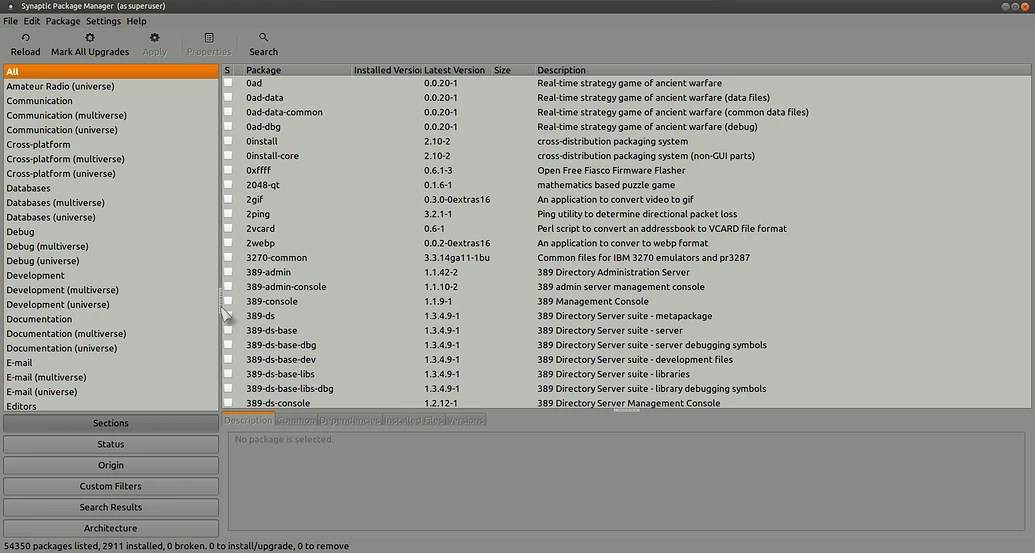 Synaptic Package Manager (as superuser)
File Edit Package Settings Help
Reload Mark All Upgrades Apply Properties Search
All
Amateur Radio (universe)
Communication
Communication (multiverse)
Communication (universe)
Cross-platform
Cross-platform (multiverse)
Cross-platform (universe)
Databases
Databases (multiverse)
Databases (universe)
Debug
Debug (multiverse)
Debug (universe)
Development
Development (multiverse)
Development (universe)
Documentation
Documentation (multiverse)
Documentation (universe)
E-mail
E-mail (multiverse)
E-mail (universe)
Editors
Sections
Status
Origin
Custom Filters
Search Results
Architecture
S Package Installed Version Latest Version Size Description
0ad 0.0.20-1 Real-time strategy game of ancient warfare
0ad-data 0.0.20-1 Real-time strategy game of ancient warfare (data files)
0ad-data-common 0.0.20-1 Real-time strategy game of ancient warfare (common data files)
0ad-dbg 0.0.20-1 Real-time strategy game of ancient warfare (debug)
0install 2.10-2 cross-distribution packaging system
0install-core 2.10-2 cross-distribution packaging system (non-GUI parts)
0xffff 0.6.1-3 Open Free Fiasco Firmware Flasher
2048-qt 0.1.6-1 mathematics based puzzle game
2gif 0.3.0-0extras16 An application to convert video to gif
2ping 3.2.1-1 Ping utility to determine directional packet loss
2vcard 0.6-1 Perl script to convert an addressbook to VCARD file format
2webp 0.0.2-0extras16 An application to conver to webp format
3270-common 3.3.14ga11-1bu Common files for IBM 3270 emulators and pr3287
389-admin 1.1.42-2 389 Directory Administration Server
389-admin-console 1.1.10-2 389 admin server management console
389-console 1.1.9-1 389 Management Console
389-ds 1.3.4.9-1 389 Directory Server suite - metapackage
389-ds-base 1.3.4.9-1 389 Directory Server suite - server
389-ds-base-dbg 1.3.4.9-1 389 Directory Server suite - server debugging symbols
389-ds-base-dev 1.3.4.9-1 389 Directory Server suite - development files
389-ds-base-libs 1.3.4.9-1 389 Directory Server suite - libraries
389-ds-base-libs-dbg 1.3.4.9-1 389 Directory Server suite - library debugging symbols
389-ds-console 1.2.12-1 389 Directory Server Management Console
Description Common Dependencies Installed Files Versions
No package is selected.
54350 packages listed, 2911 installed, 0 broken. 0 to install/upgrade, 0 to remove